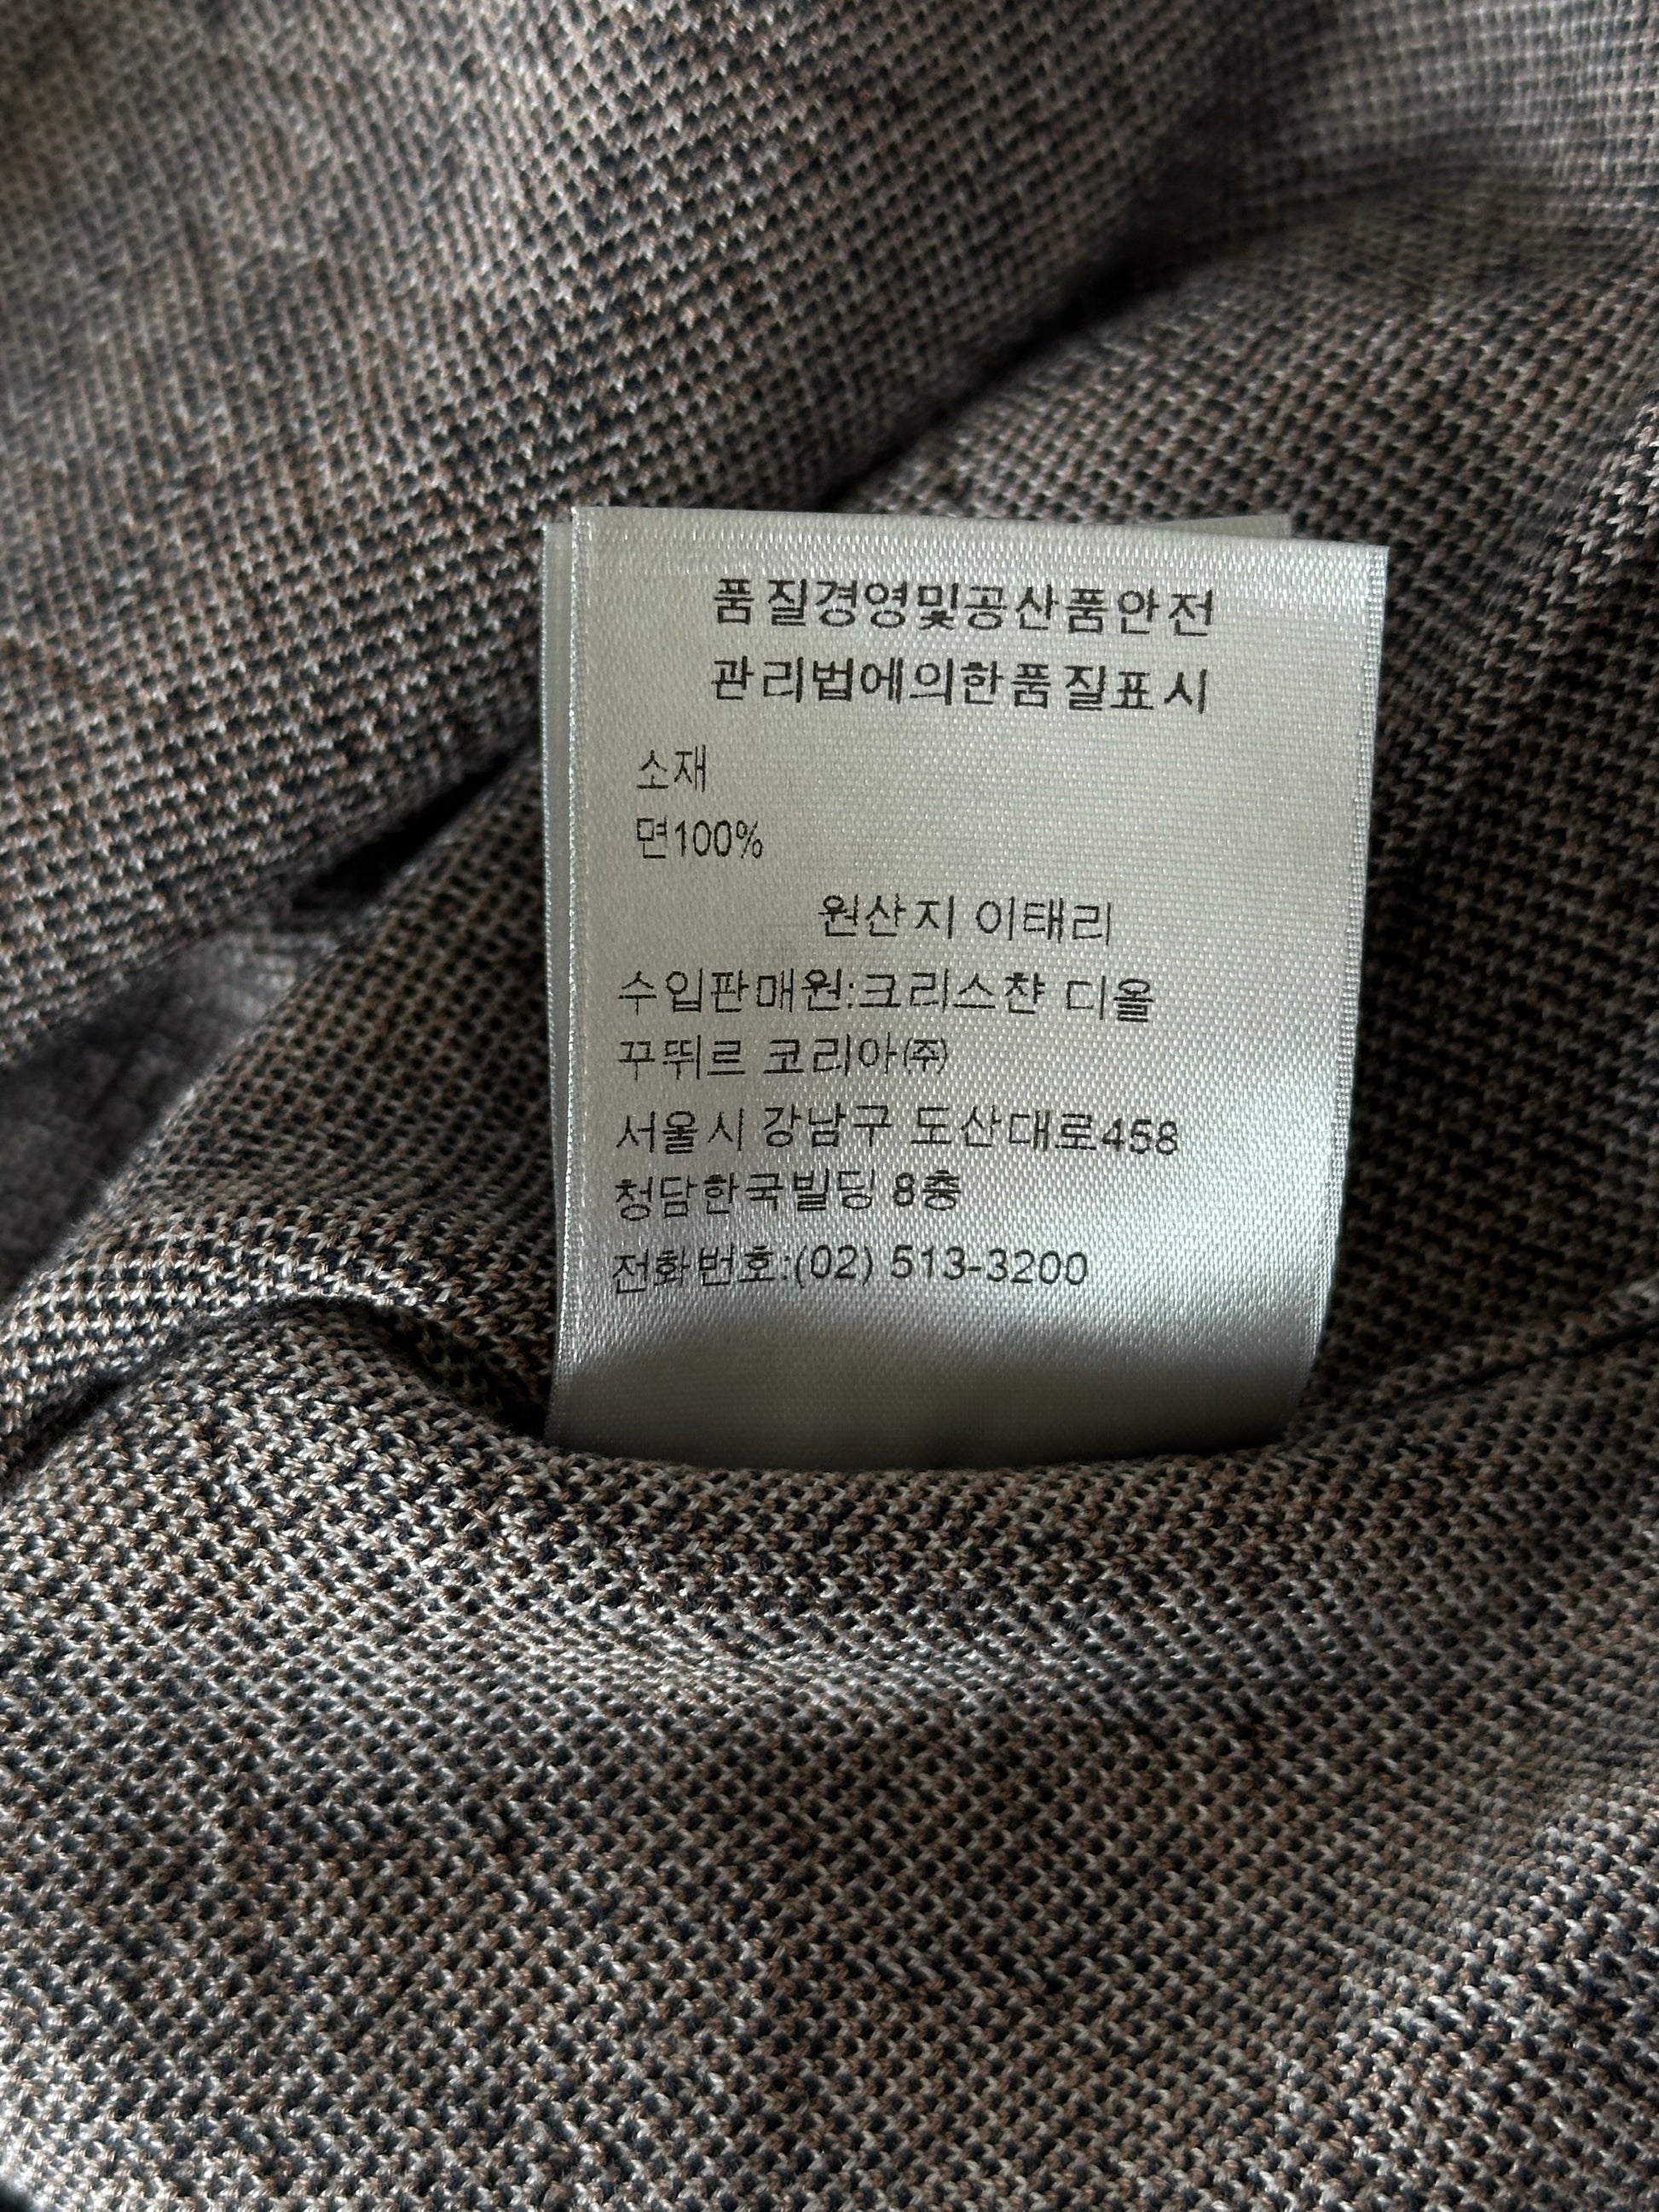 품질경영및공산품안전
관리법에의한품질표시
소재
면100%
원산지 이태리
수입판매원:크리스챤 디올
꾸뛰르 코리아㈜
서울시 강남구 도산대로458
청담한국빌딩 8층
전화번호:(02) 513-3200